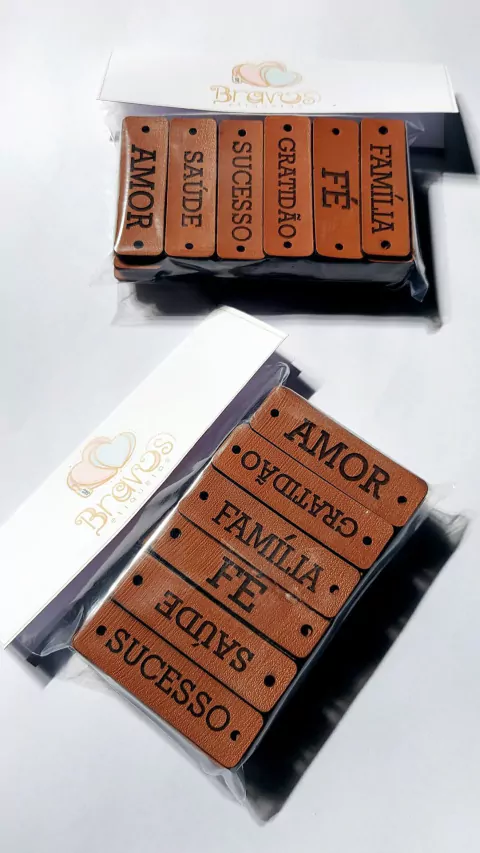 Bravos
AMOR
SAÚDE
SUCESSO
GRATIDÃO
FÉ
FAMÍLIA
Bravos
AMOR
GRATIDÃO
FAMÍLIA
FÉ
SAÚDE
SUCESSO